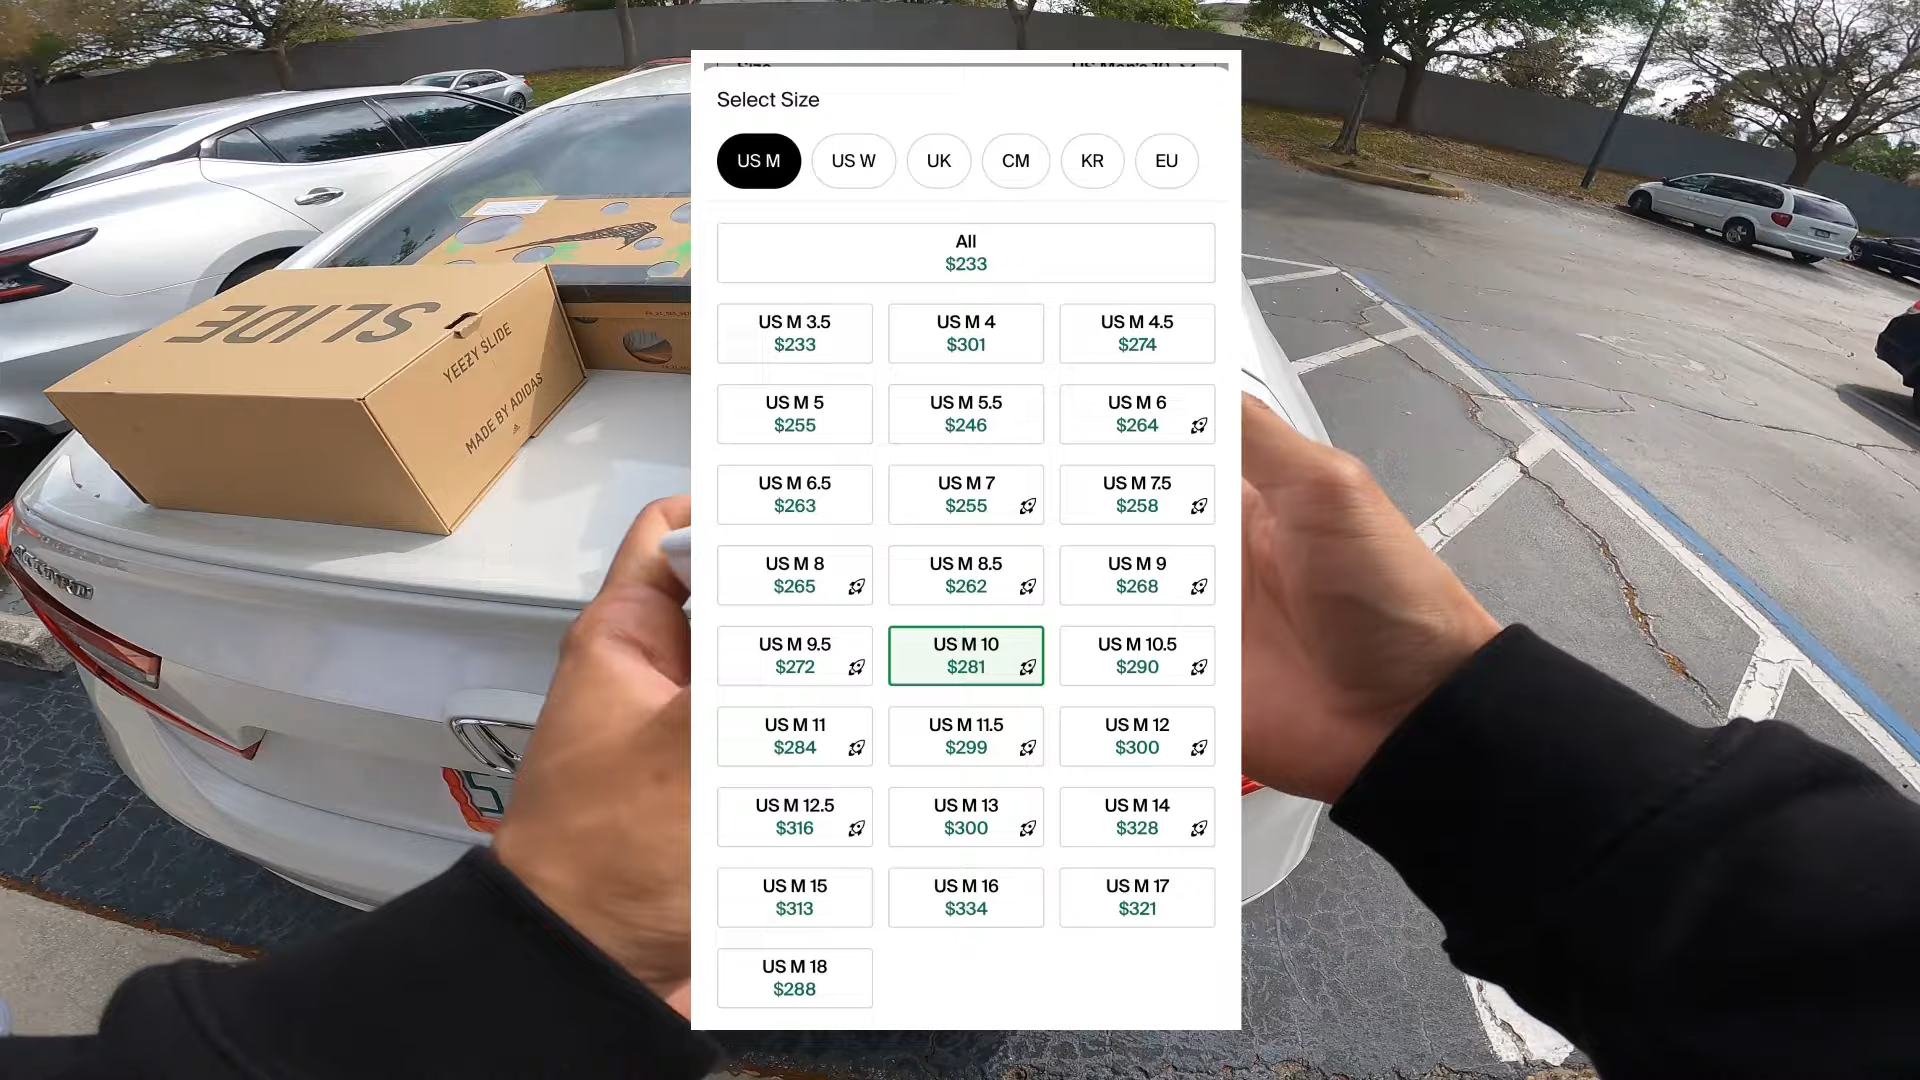 Select Size
US M
US W
UK
CM
KR
EU
All
$233
US M 3.5
$233
US M 4
$301
US M 4.5
$274
US M 5
$255
US M 5.5
$246
US M 6
$264
US M 6.5
$263
US M 7
$255
US M 7.5
$258
US M 8
$265
US M 8.5
$262
US M 9
$268
US M 9.5
$272
US M 10
$281
US M 10.5
$290
US M 11
$284
US M 11.5
$299
US M 12
$300
US M 12.5
$316
US M 13
$300
US M 14
$328
US M 15
$313
US M 16
$334
US M 17
$321
US M 18
$288
SLIDE
YEEZY SLIDE
MADE BY ADIDAS